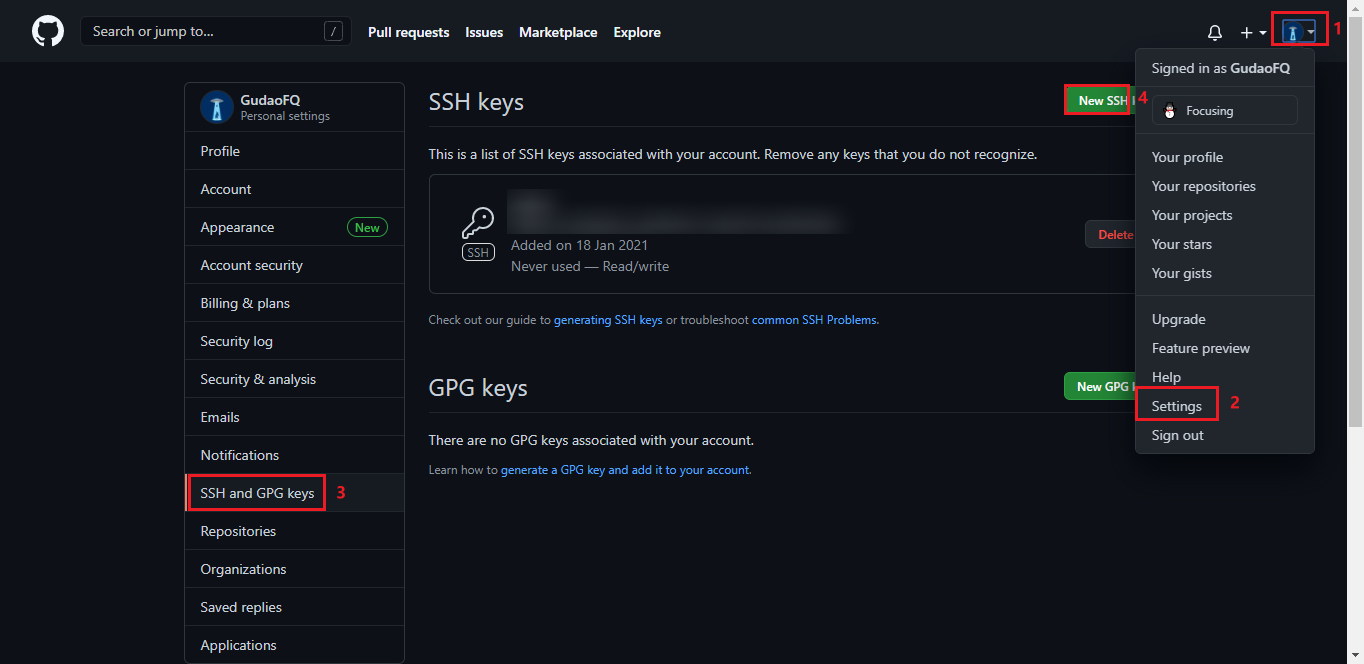 Search or jump to...
/
Pull requests
Issues
Marketplace
Explore
1
Signed in as GudaoFQ
Focusing
Your profile
Your repositories
Your projects
Your stars
Your gists
Upgrade
Feature preview
Help
Settings
2
Sign out
GudaoFQ
Personal settings
Profile
Account
Appearance
New
Account security
Billing & plans
Security log
Security & analysis
Emails
Notifications
SSH and GPG keys
3
Repositories
Organizations
Saved replies
Applications
SSH keys
New SSH
4
This is a list of SSH keys associated with your account. Remove any keys that you do not recognize.
SSH
Added on 18 Jan 2021
Never used — Read/write
Delete
Check out our guide to generating SSH keys or troubleshoot common SSH Problems.
GPG keys
New GPG
There are no GPG keys associated with your account.
Learn how to generate a GPG key and add it to your account.